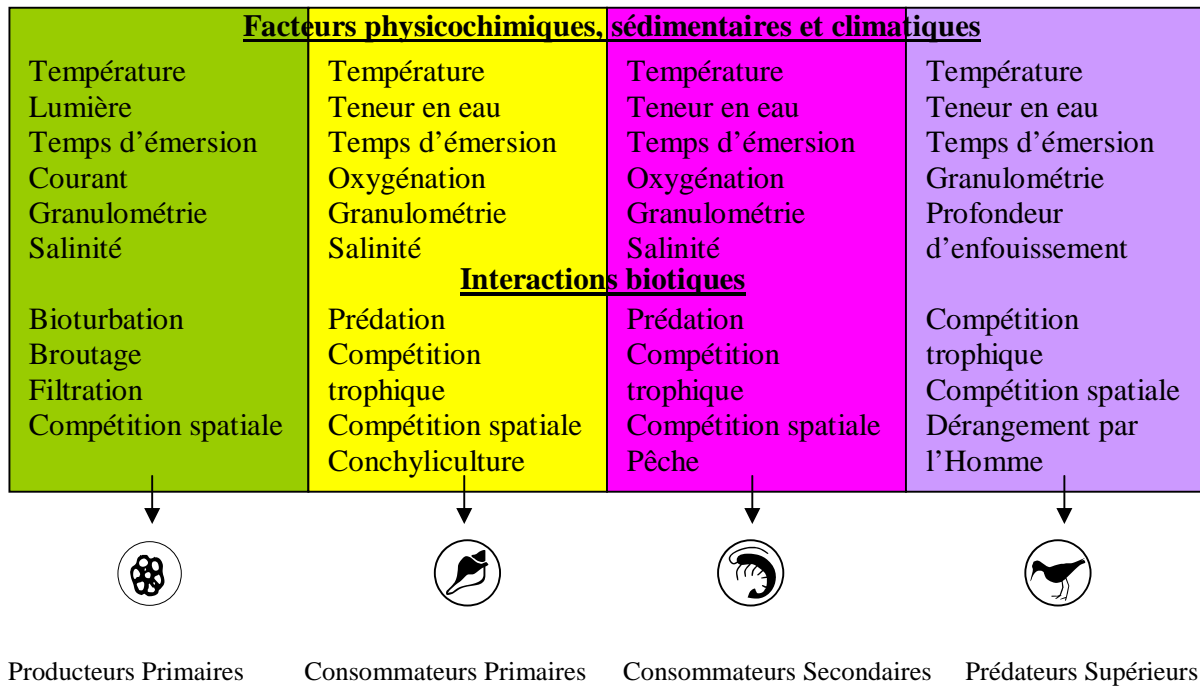 Facteurs physicochimiques, sédimentaires et climatiques
Température
Lumière
Temps d’émersion
Courant
Granulométrie
Salinité
Température
Teneur en eau
Temps d’émersion
Oxygénation
Granulométrie
Salinité
Température
Teneur en eau
Temps d’émersion
Oxygénation
Granulométrie
Salinité
Température
Teneur en eau
Temps d’émersion
Granulométrie
Profondeur
d’enfouissement
Interactions biotiques
Bioturbation
Broutage
Filtration
Compétition spatiale
Prédation
Compétition
trophique
Compétition spatiale
Conchyliculture
Prédation
Compétition
trophique
Compétition spatiale
Pêche
Compétition
trophique
Compétition spatiale
Dérangement par
l’Homme
Producteurs Primaires
Consommateurs Primaires
Consommateurs Secondaires
Prédateurs Supérieurs